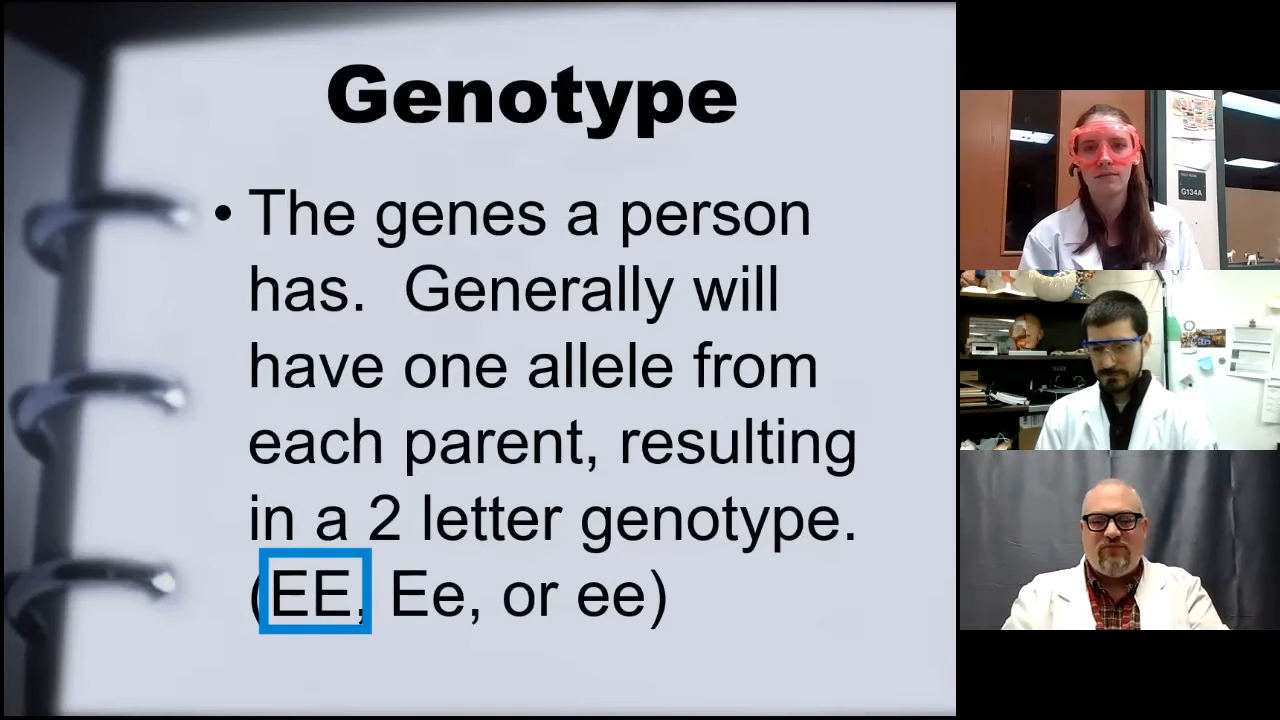 Genotype
• The genes a person
has. Generally will
have one allele from
each parent, resulting
in a 2 letter genotype.
(EE, Ee, or ee)
G134A